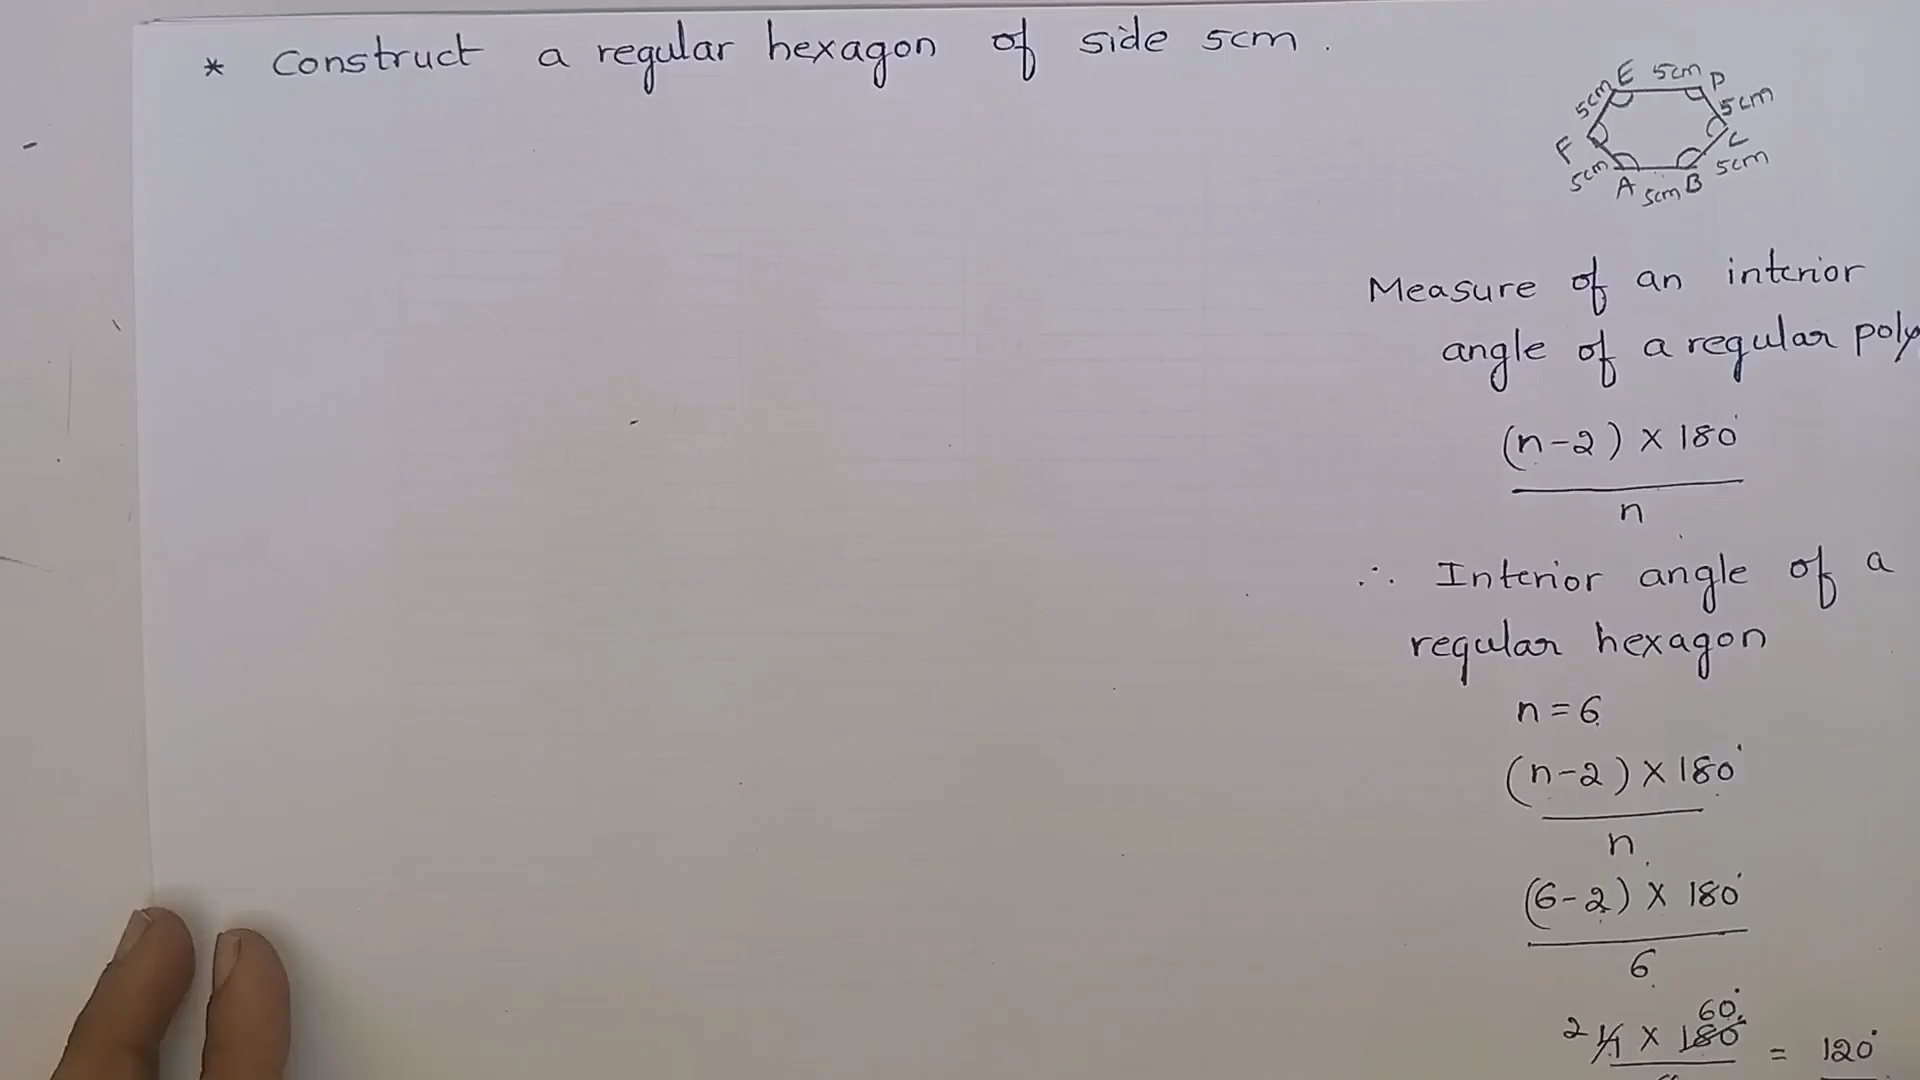 * Construct a regular hexagon of side 5cm.
E 5cm D
5cm 5cm
F C
5cm 5cm
A 5cm B
Measure of an interior
angle of a regular poly
(n-2) × 180°
n
∴ Interior angle of a
regular hexagon
n = 6
(n-2) × 180°
n
(6-2) × 180°
6
60°
2 4 × 180° = 120°